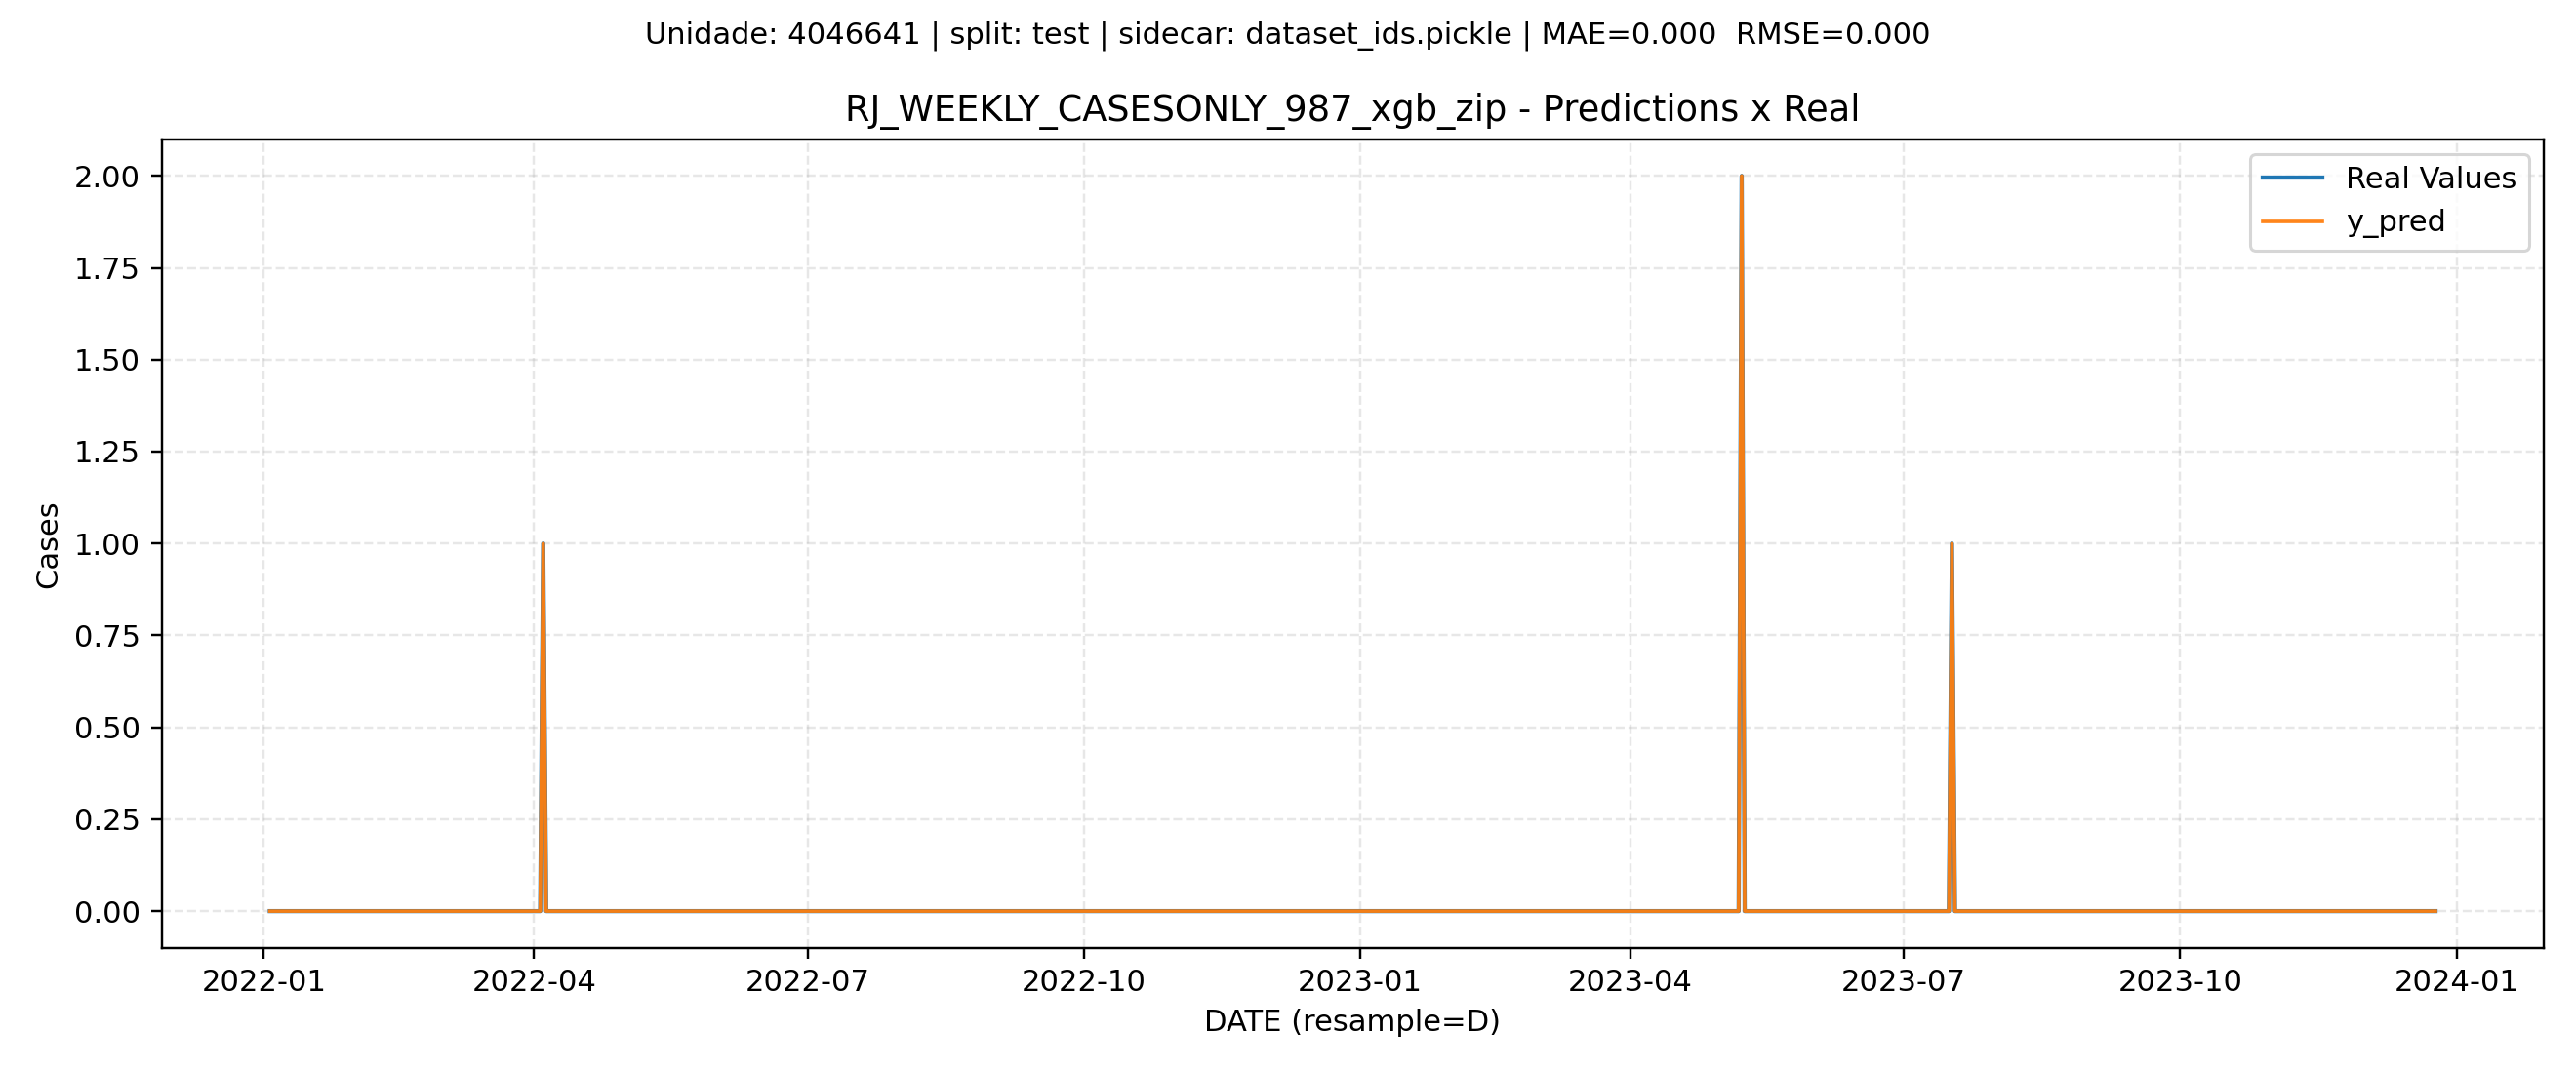 Unidade: 4046641 | split: test | sidecar: dataset_ids.pickle | MAE=0.000  RMSE=0.000
RJ_WEEKLY_CASESONLY_987_xgb_zip - Predictions x Real
Real Values
y_pred
2.00
1.75
1.50
1.25
1.00
0.75
0.50
0.25
0.00
Cases
2022-01 2022-04 2022-07 2022-10 2023-01 2023-04 2023-07 2023-10 2024-01
DATE (resample=D)